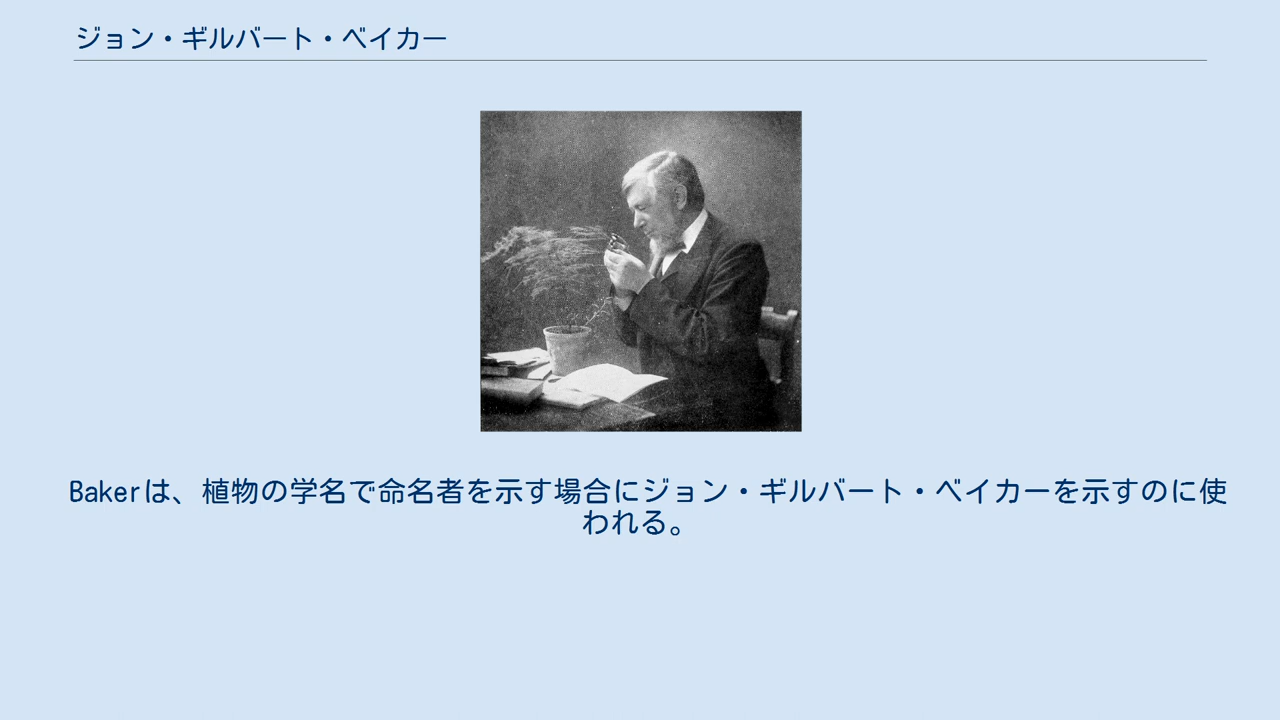 ジョン・ギルバート・ベイカー
Bakerは、植物の学名で命名者を示す場合にジョン・ギルバート・ベイカーを示すのに使
われる。